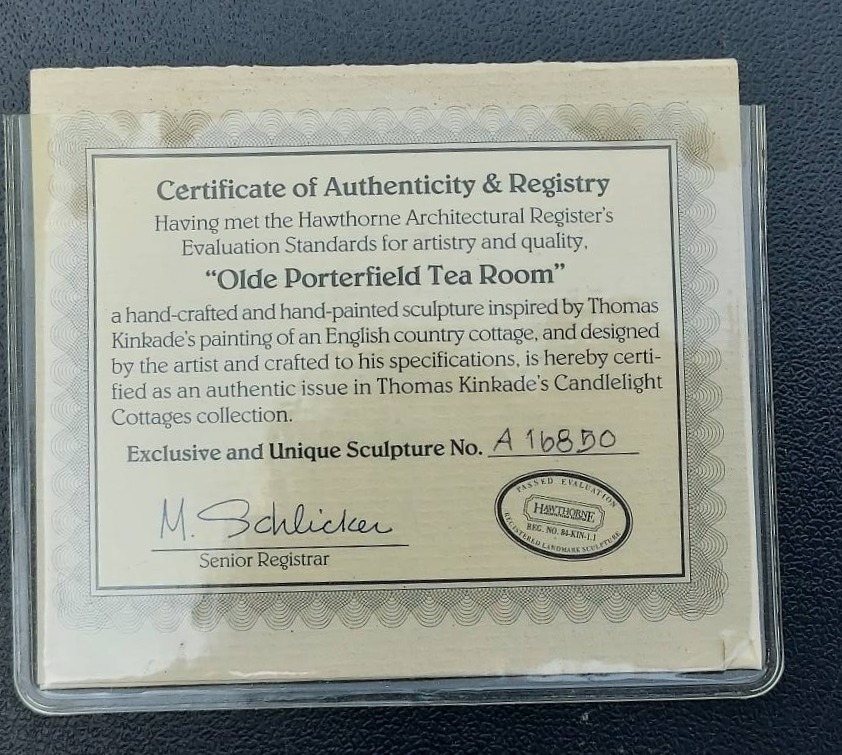 Certificate of Authenticity & Registry
Having met the Hawthorne Architectural Register's
Evaluation Standards for artistry and quality,
"Olde Porterfield Tea Room"
a hand-crafted and hand-painted sculpture inspired by Thomas
Kinkade's painting of an English country cottage, and designed
by the artist and crafted to his specifications, is hereby certi-
fied as an authentic issue in Thomas Kinkade's Candlelight
Cottages collection.
Exclusive and Unique Sculpture No. A 16850
M. Schlicker
Senior Registrar
PASSED EVALUATION
HAWTHORNE
REG. NO. 84-KIN-1.1
REGISTERED LANDMARK SCULPTURE